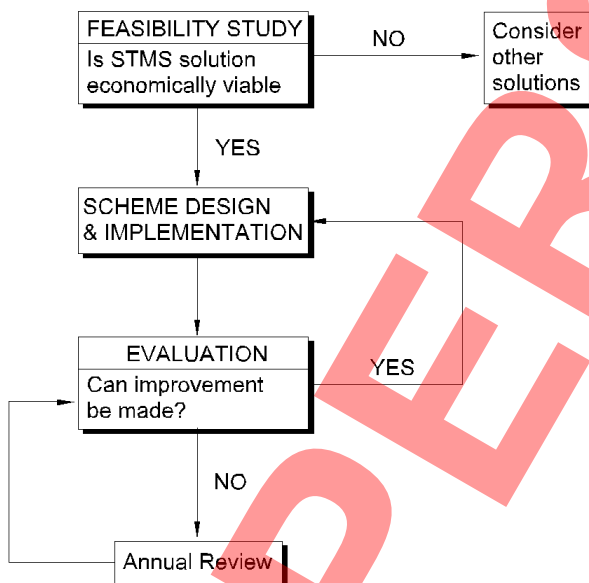 FEASIBILITY STUDY
Is STMS solution
economically viable
NO
Consider
other
solutions
YES
SCHEME DESIGN
& IMPLEMENTATION
EVALUATION
Can improvement
be made?
YES
NO
Annual Review